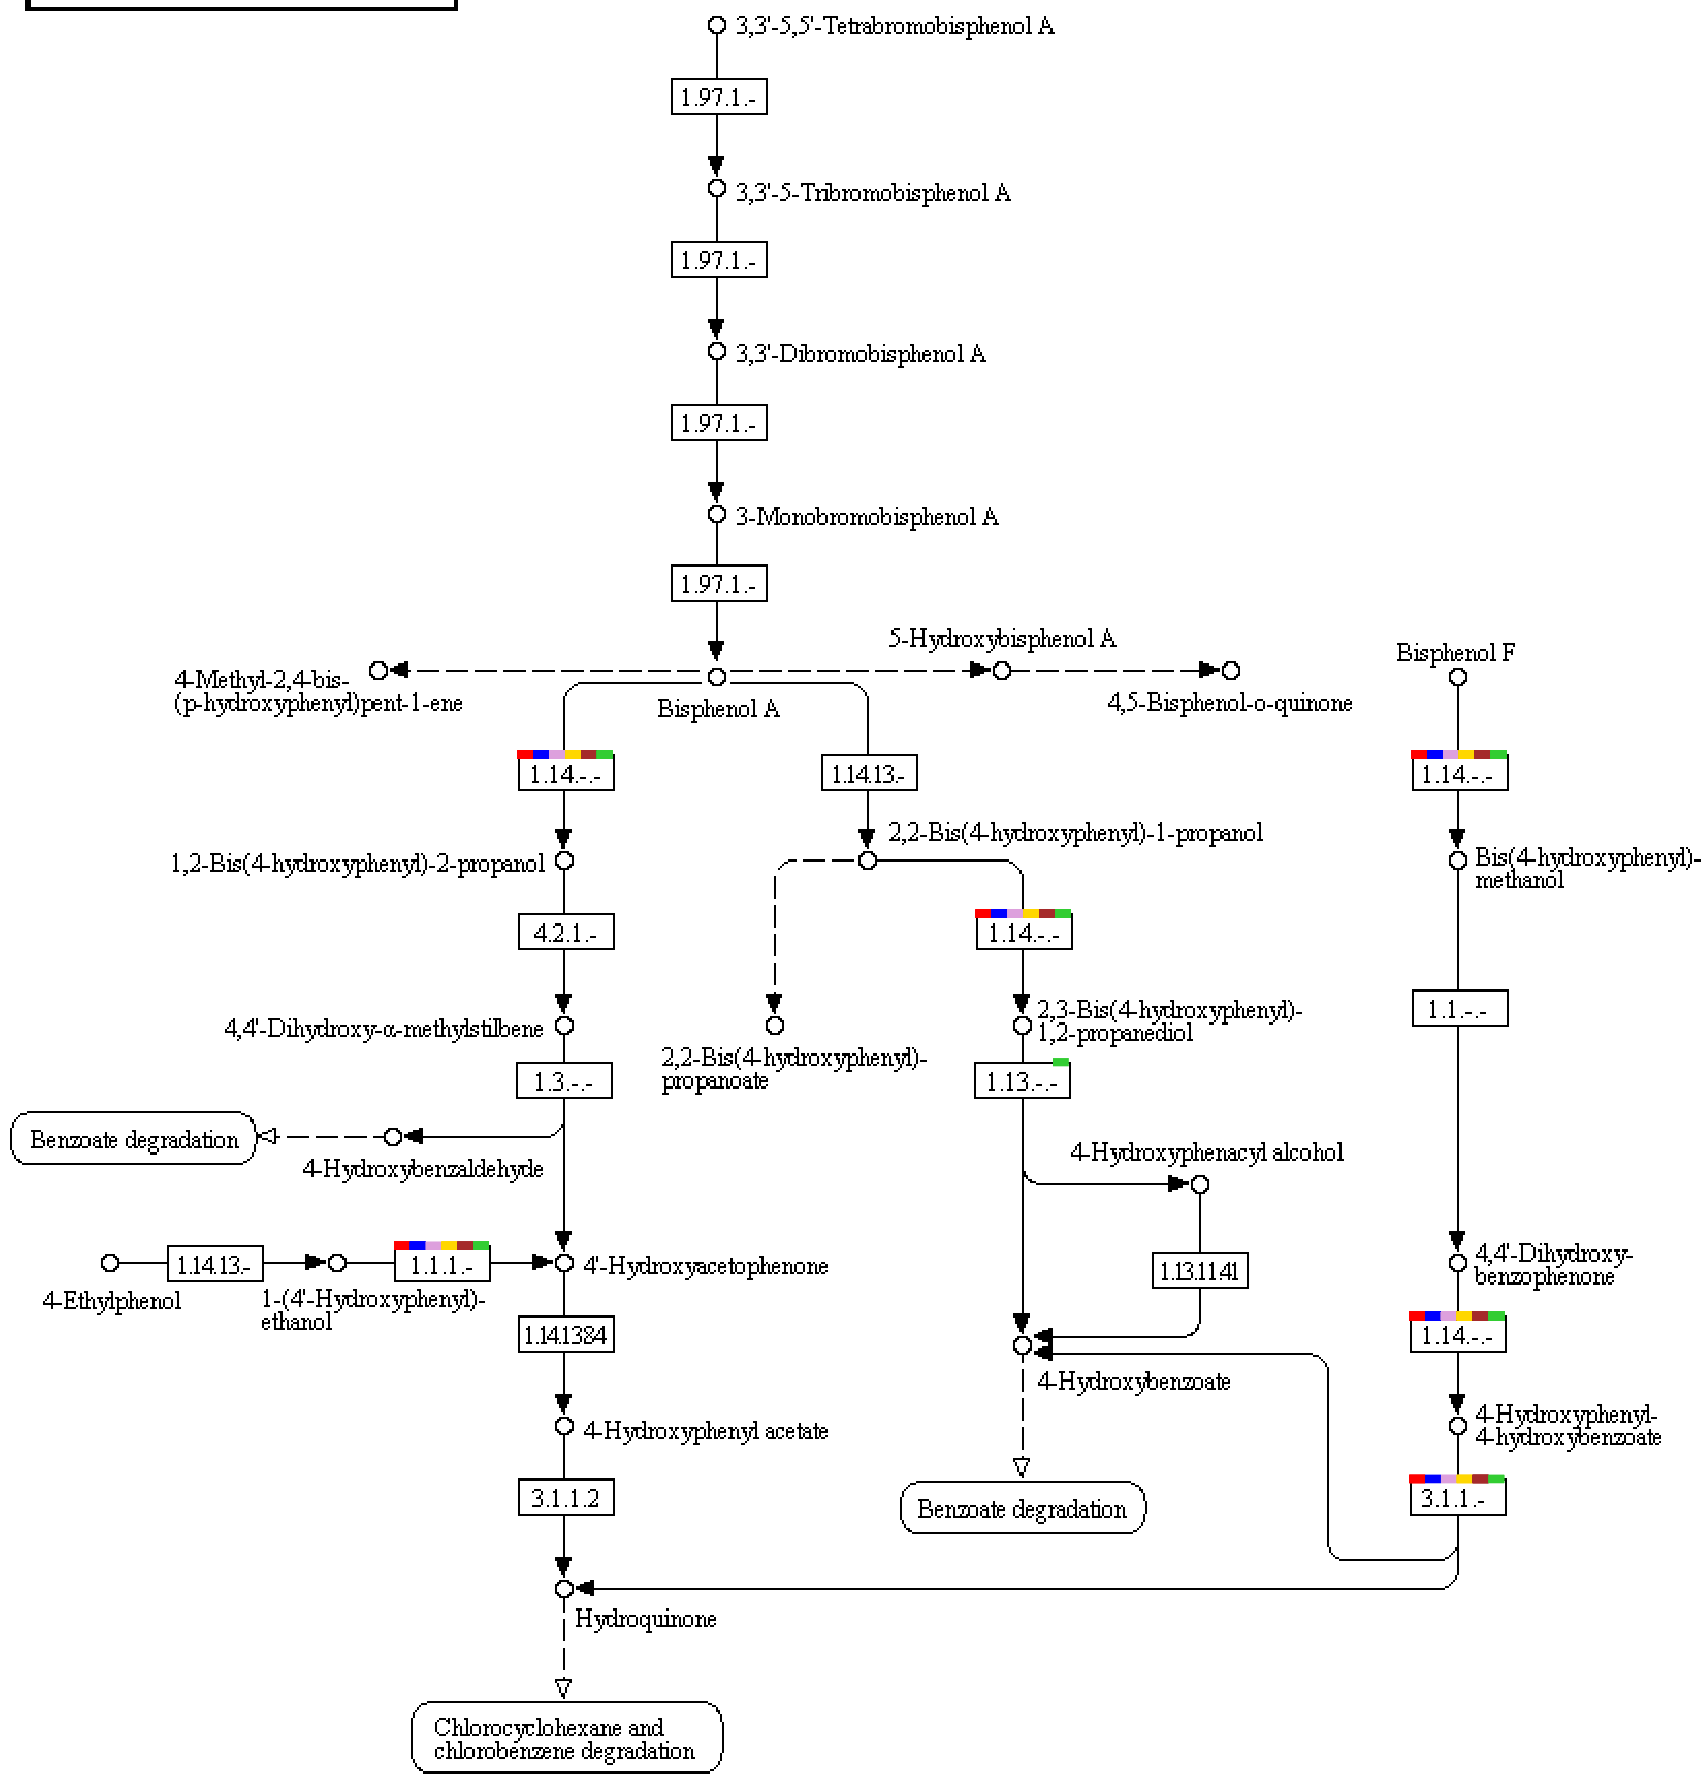 3,3'-5,5'-Tetrabromobisphenol A
1.97.1.-
3,3'-5-Tribromobisphenol A
1.97.1.-
3,3'-Dibromobisphenol A
1.97.1.-
3-Monobromobisphenol A
1.97.1.-
5-Hydroxybisphenol A
Bisphenol F
4-Methyl-2,4-bis-
(p-hydroxyphenyl)pent-1-ene
Bisphenol A
4,5-Bisphenol-o-quinone
1.14.-.-
1.14.13.-
1.14.-.-
1,2-Bis(4-hydroxyphenyl)-2-propanol
2,2-Bis(4-hydroxyphenyl)-1-propanol
Bis(4-hydroxyphenyl)-
methanol
4.2.1.-
1.14.-.-
4,4'-Dihydroxy-α-methylstilbene
2,3-Bis(4-hydroxyphenyl)-
1,2-propanediol
1.1.-.-
2,2-Bis(4-hydroxyphenyl)-
propanoate
1.3.-.-
1.13.-.-
Benzoate degradation
4-Hydroxybenzaldehyde
4-Hydroxyphenacyl alcohol
4-Ethylphenol
1.14.13.-
1-(4'-Hydroxyphenyl)-
ethanol
1.1.1.-
4'-Hydroxyacetophenone
1.13.11.41
4,4'-Dihydroxy-
benzophenone
1.14.13.84
1.14.-.-
4-Hydroxybenzoate
4-Hydroxyphenyl acetate
4-Hydroxyphenyl-
4-hydroxybenzoate
3.1.1.2
Benzoate degradation
3.1.1.-
Hydroquinone
Chlorocyclohexane and
chlorobenzene degradation